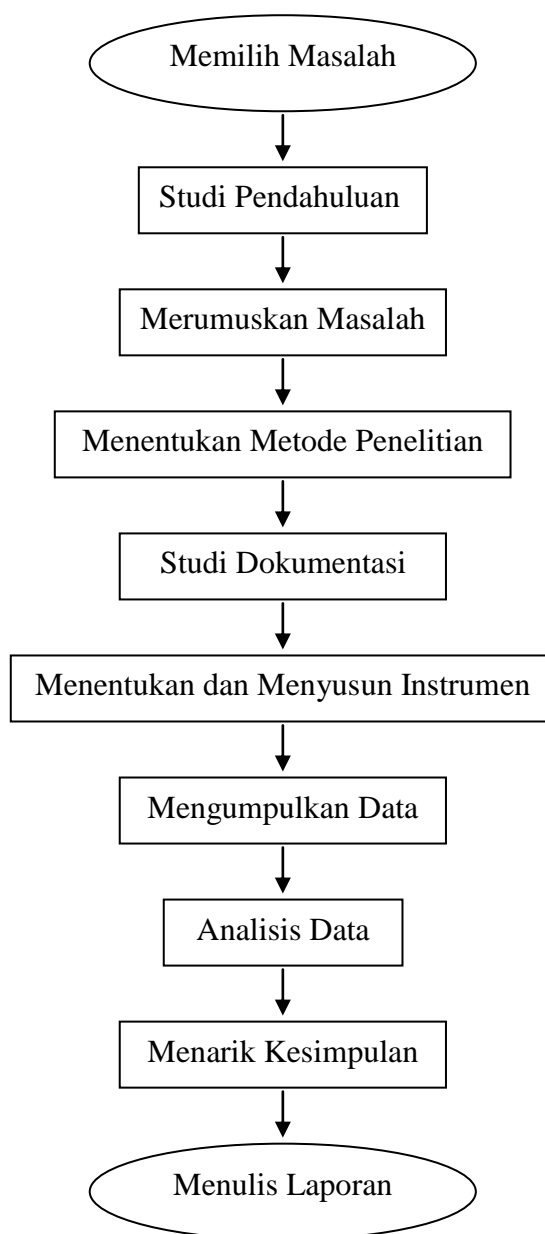 Memilih Masalah
Studi Pendahuluan
Merumuskan Masalah
Menentukan Metode Penelitian
Studi Dokumentasi
Menentukan dan Menyusun Instrumen
Mengumpulkan Data
Analisis Data
Menarik Kesimpulan
Menulis Laporan